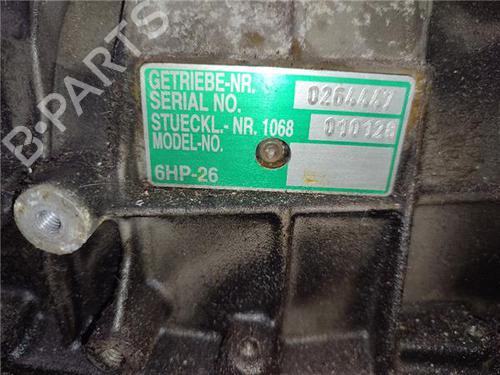 B-PARTS
GETRIEBE-NR.
SERIAL NO. 0264447
STUECKL.- NR. 1068 010128
MODEL-NO.
6HP-26